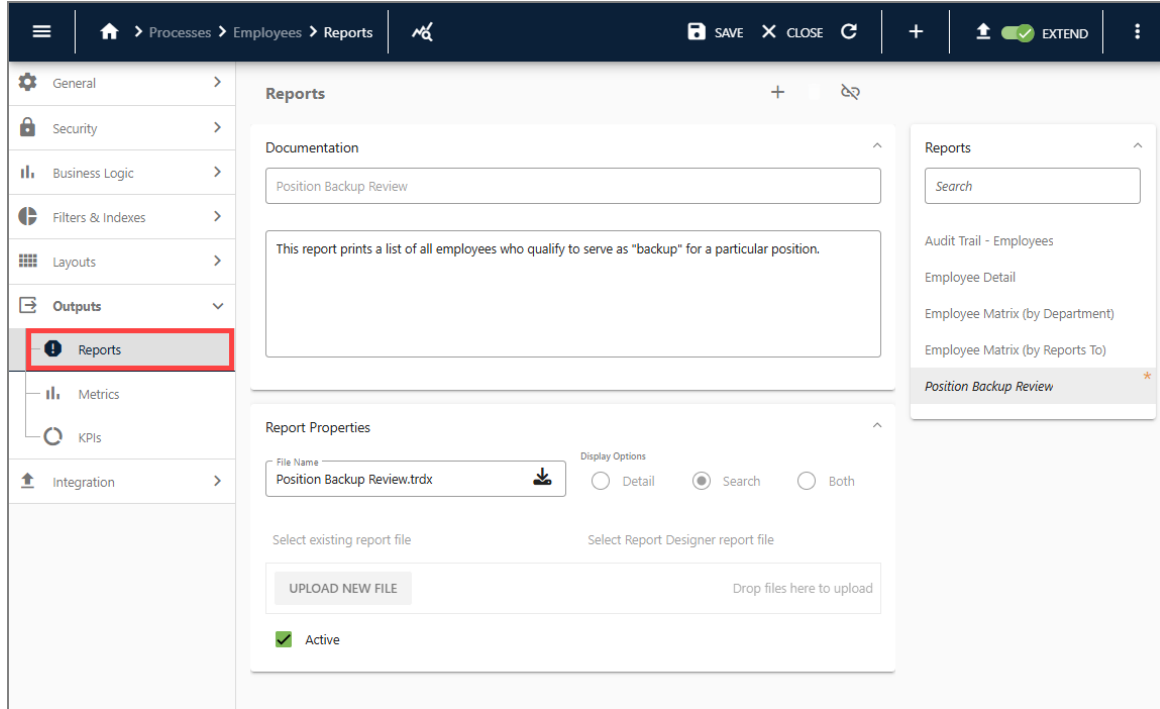 Processes Employees Reports SAVE CLOSE EXTEND
General
Security
Business Logic
Filters & Indexes
Layouts
Outputs
Reports
Metrics
KPIs
Integration
Reports
Documentation
Position Backup Review
This report prints a list of all employees who qualify to serve as "backup" for a particular position.
Report Properties
File Name
Position Backup Review.trdx
Display Options
Detail Search Both
Select existing report file Select Report Designer report file
UPLOAD NEW FILE Drop files here to upload
Active
Reports
Search
Audit Trail - Employees
Employee Detail
Employee Matrix (by Department)
Employee Matrix (by Reports To)
Position Backup Review *